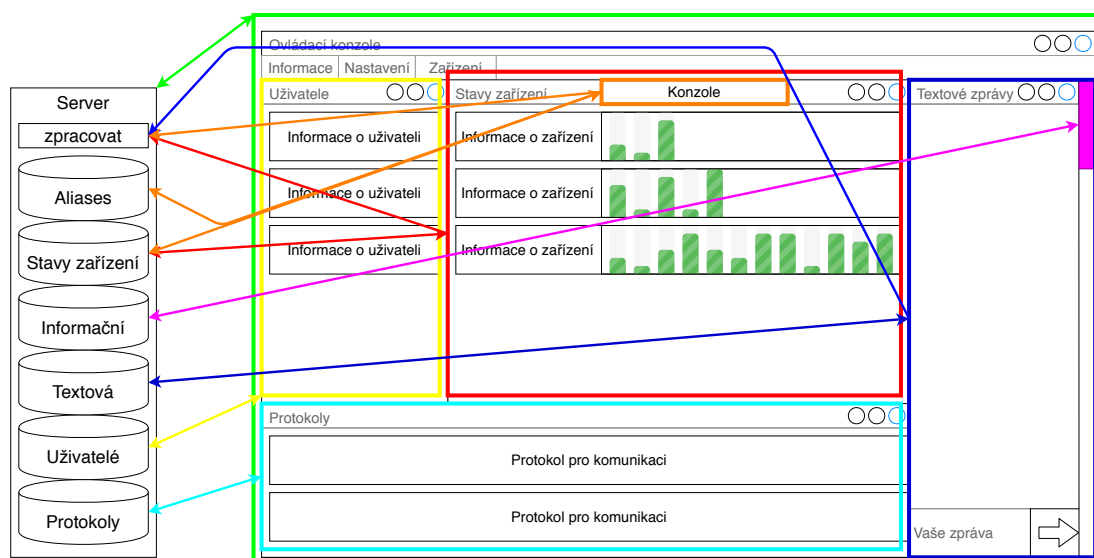 Server
zpracovat
Aliases
Stavy zařízení
Informační
Textová
Uživatelé
Protokoly
Ovládací konzole
Informace
Nastavení
Zařízení
Uživatele
Informace o uživateli
Informace o uživateli
Informace o uživateli
Stavy zařízení
Konzole
Informace o zařízení
Informace o zařízení
Informace o zařízení
Textové zprávy
Vaše zpráva
Protokoly
Protokol pro komunikaci
Protokol pro komunikaci